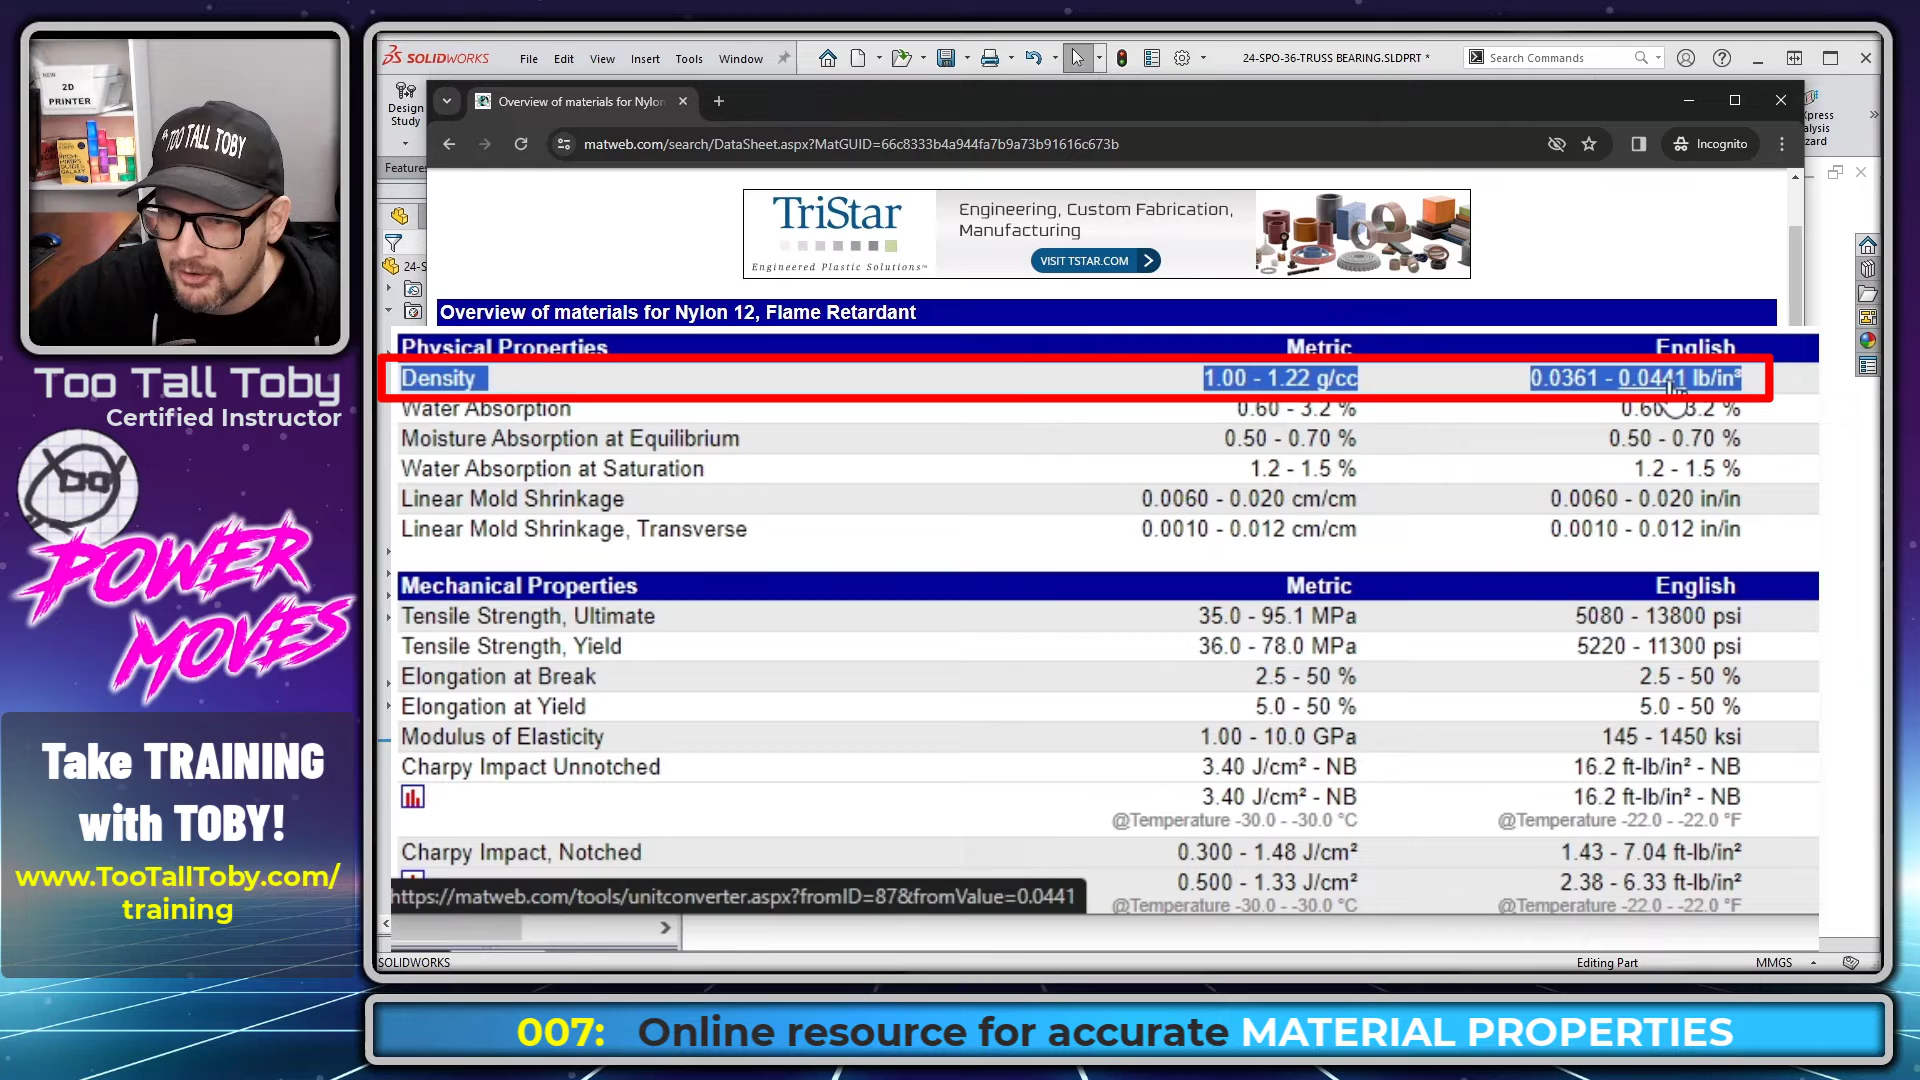 NEW
2D
PRINTER
TOO TALL TOBY
Too Tall Toby
Certified Instructor
POWER
MOVES
Take TRAINING
with TOBY!
www.TooTallToby.com/
training
SOLIDWORKS
File Edit View Insert Tools Window
24-SPO-36-TRUSS BEARING.SLDPRT *
Search Commands
Design
Study
Features
24-S
Xpress
alysis
zard
Overview of materials for Nylon
matweb.com/search/DataSheet.aspx?MatGUID=66c8333b4a944fa7b9a73b91616c673b
Incognito
TriStar
Engineered Plastic Solutions
Engineering, Custom Fabrication,
Manufacturing
VISIT TSTAR.COM
Overview of materials for Nylon 12, Flame Retardant
Physical Properties Metric English
Density 1.00 - 1.22 g/cc 0.0361 - 0.0441 lb/in³
Water Absorption 0.60 - 3.2 % 0.60 - 3.2 %
Moisture Absorption at Equilibrium 0.50 - 0.70 % 0.50 - 0.70 %
Water Absorption at Saturation 1.2 - 1.5 % 1.2 - 1.5 %
Linear Mold Shrinkage 0.0060 - 0.020 cm/cm 0.0060 - 0.020 in/in
Linear Mold Shrinkage, Transverse 0.0010 - 0.012 cm/cm 0.0010 - 0.012 in/in
Mechanical Properties Metric English
Tensile Strength, Ultimate 35.0 - 95.1 MPa 5080 - 13800 psi
Tensile Strength, Yield 36.0 - 78.0 MPa 5220 - 11300 psi
Elongation at Break 2.5 - 50 % 2.5 - 50 %
Elongation at Yield 5.0 - 50 % 5.0 - 50 %
Modulus of Elasticity 1.00 - 10.0 GPa 145 - 1450 ksi
Charpy Impact Unnotched 3.40 J/cm² - NB 16.2 ft-lb/in² - NB
3.40 J/cm² - NB 16.2 ft-lb/in² - NB
@Temperature -30.0 - -30.0 °C @Temperature -22.0 - -22.0 °F
Charpy Impact, Notched 0.300 - 1.48 J/cm² 1.43 - 7.04 ft-lb/in²
0.500 - 1.33 J/cm² 2.38 - 6.33 ft-lb/in²
@Temperature -30.0 - -30.0 °C @Temperature -22.0 - -22.0 °F
https://matweb.com/tools/unitconverter.aspx?fromID=87&fromValue=0.0441
SOLIDWORKS
Editing Part
MMGS
007: Online resource for accurate MATERIAL PROPERTIES